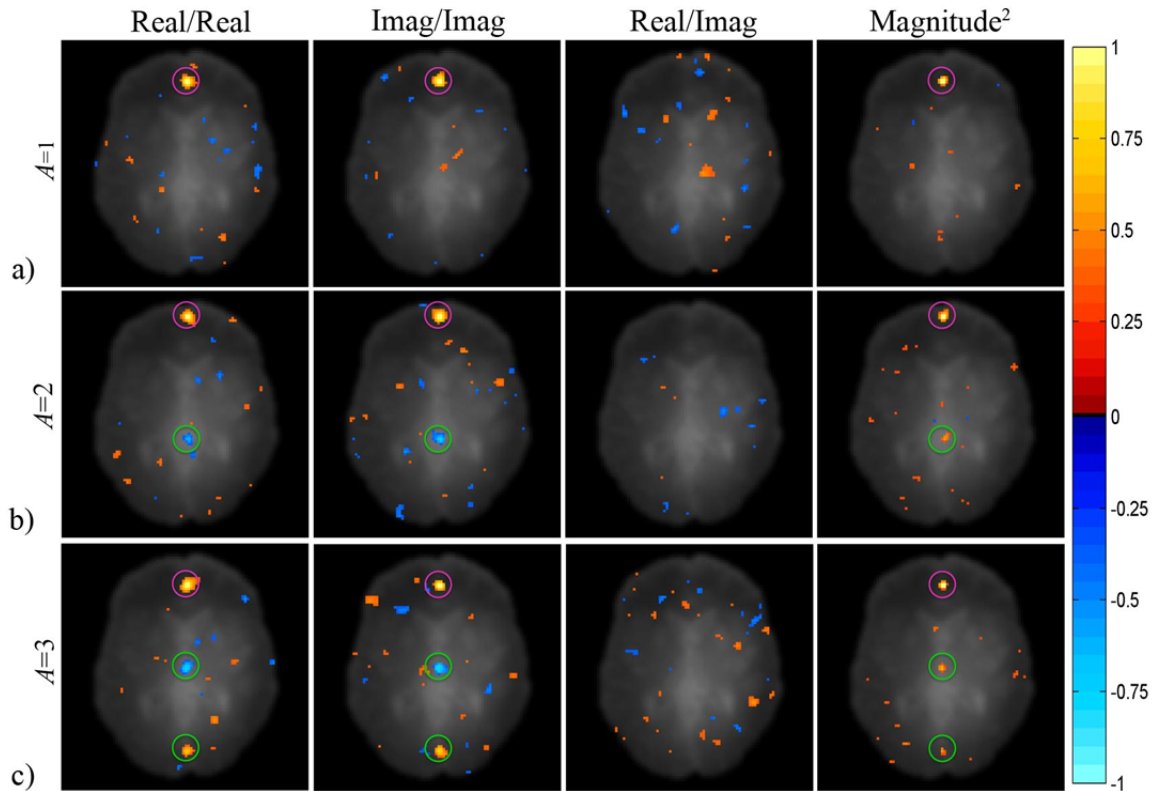 Real/Real
Imag/Imag
Real/Imag
Magnitude²
A=1
a)
A=2
b)
A=3
c)
1
0.75
0.5
0.25
0
-0.25
-0.5
-0.75
-1